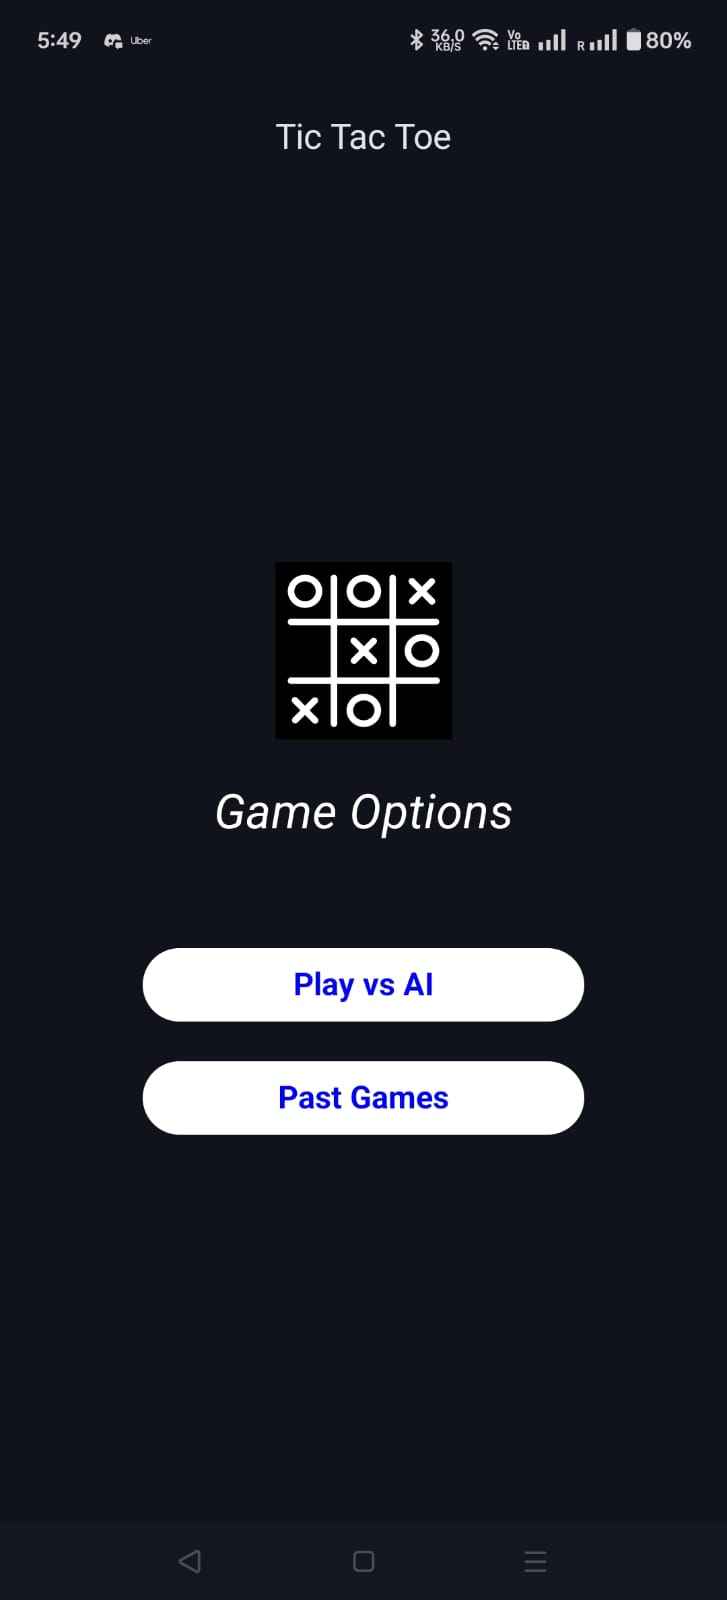 5:49 Uber 36.0 KB/S Vo LTE R 80%
Tic Tac Toe
O O X
X O
X O
Game Options
Play vs AI
Past Games